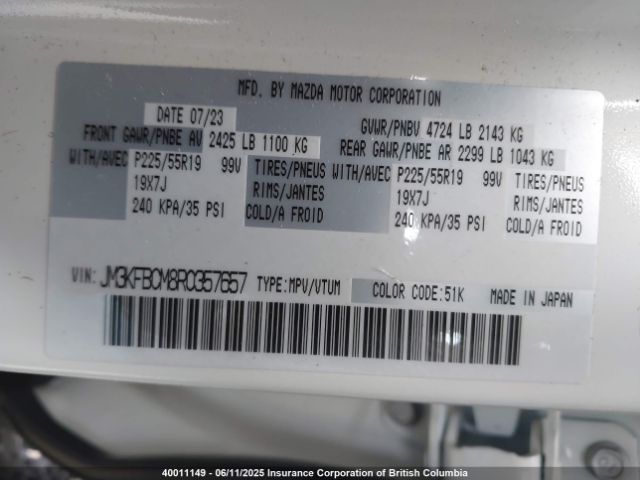 MFD. BY MAZDA MOTOR CORPORATION
DATE 07/23 GVWR/PNBV 4724 LB 2143 KG
FRONT GAWR/PNBE AV 2425 LB 1100 KG REAR GAWR/PNBE AR 2299 LB 1043 KG
WITH/AVEC P225/55R19 99V TIRES/PNEUS WITH/AVEC P225/55R19 99V TIRES/PNEUS
19X7J RIMS/JANTES 19X7J RIMS/JANTES
240 KPA/35 PSI COLD/A FROID 240 KPA/35 PSI COLD/A FROID
VIN: JM3KFBCM8R0357657 TYPE:MPV/VTUM COLOR CODE:51K MADE IN JAPAN
40011149 - 06/11/2025 Insurance Corporation of British Columbia